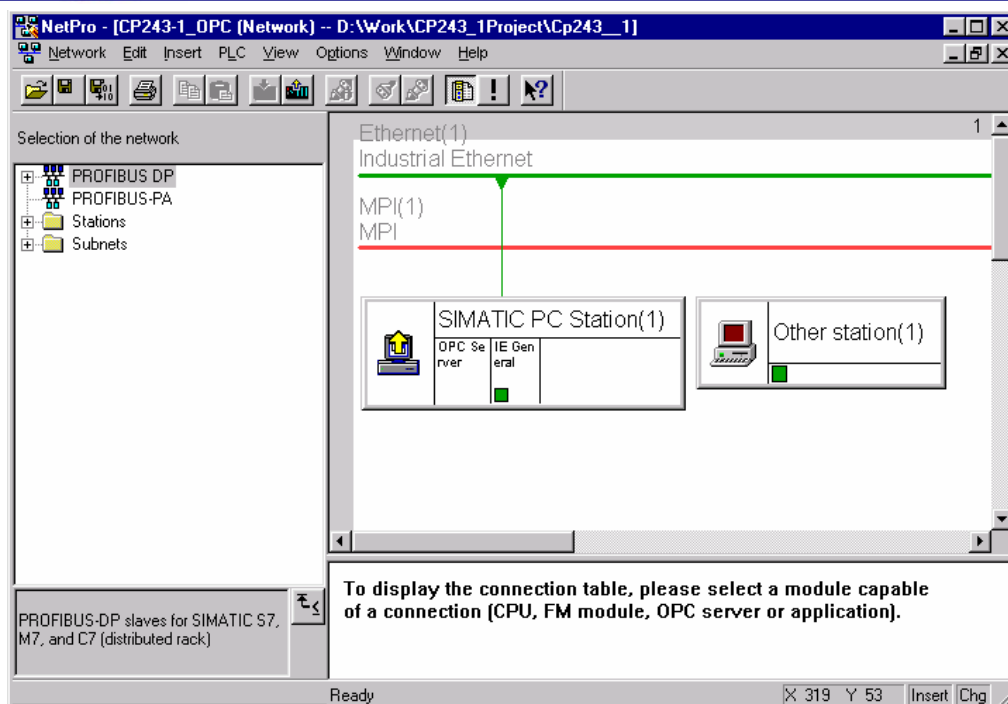 NetPro - [CP243-1_OPC (Network) -- D:\Work\CP243_1Project\Cp243__1]
Network Edit Insert PLC View Options Window Help
Selection of the network
PROFIBUS DP
PROFIBUS-PA
Stations
Subnets
PROFIBUS-DP slaves for SIMATIC S7,
M7, and C7 (distributed rack)
1
Ethernet(1)
Industrial Ethernet
MPI(1)
MPI
SIMATIC PC Station(1)
OPC Se
rver
IE Gen
eral
Other station(1)
To display the connection table, please select a module capable
of a connection (CPU, FM module, OPC server or application).
Ready
X 319 Y 53 Insert Chg